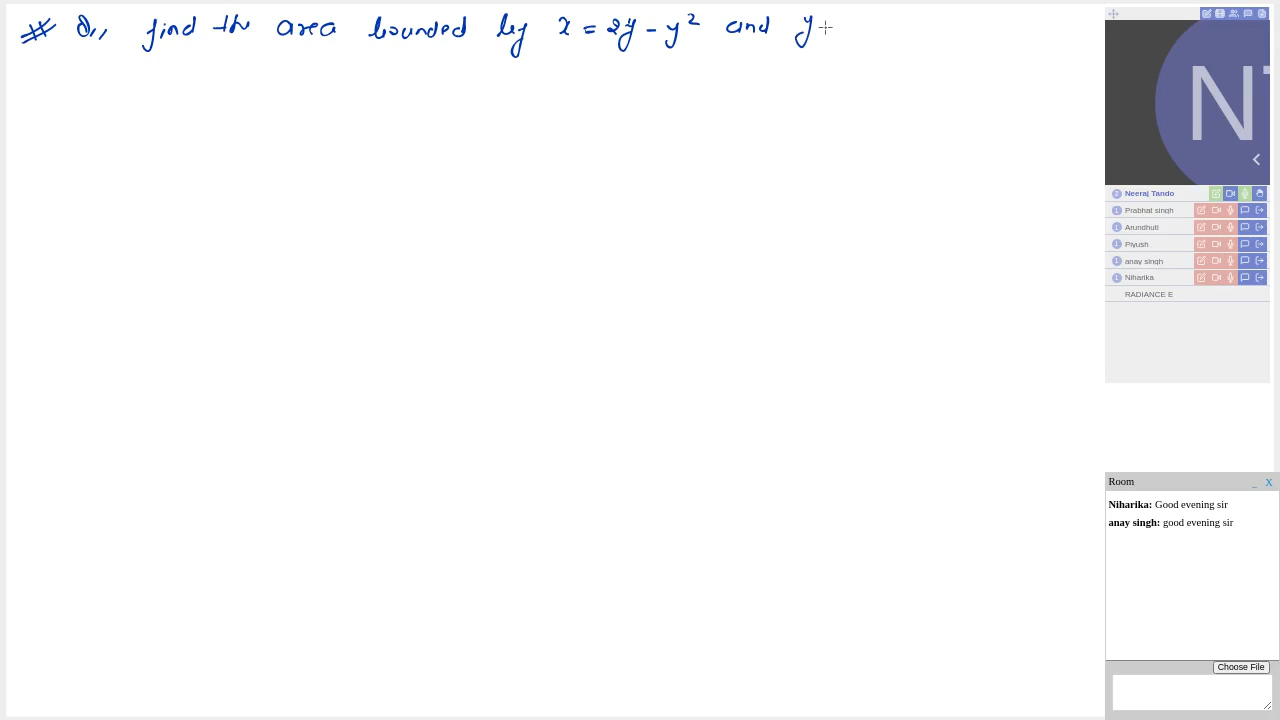 Q,, find the area bounded by x = 2y - y² and y
NT
Neeraj Tando
Prabhat singh
Arundhuti
Piyush
anay singh
Niharika
RADIANCE E
Room
_ X
Niharika: Good evening sir
anay singh: good evening sir
Choose File